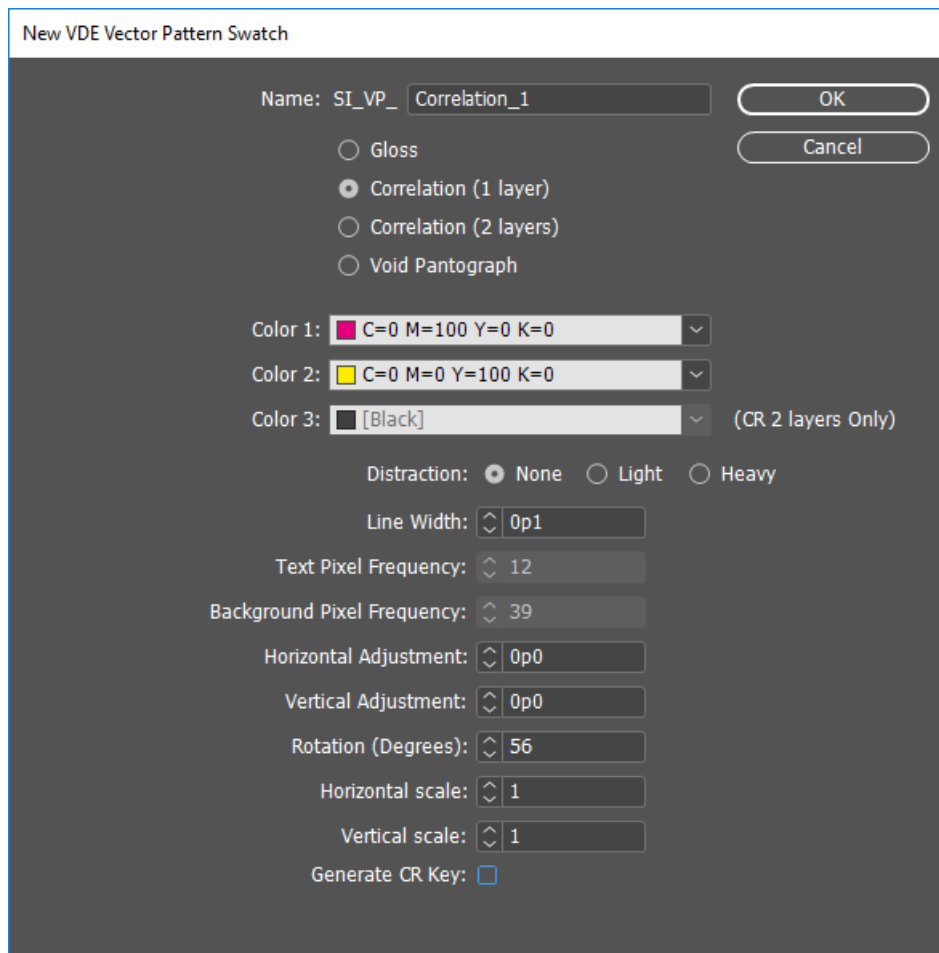 New VDE Vector Pattern Swatch
Name: SI_VP_ Correlation_1 OK
Gloss Cancel
Correlation (1 layer)
Correlation (2 layers)
Void Pantograph
Color 1: C=0 M=100 Y=0 K=0
Color 2: C=0 M=0 Y=100 K=0
Color 3: [Black] (CR 2 layers Only)
Distraction: None Light Heavy
Line Width: 0p1
Text Pixel Frequency: 12
Background Pixel Frequency: 39
Horizontal Adjustment: 0p0
Vertical Adjustment: 0p0
Rotation (Degrees): 56
Horizontal scale: 1
Vertical scale: 1
Generate CR Key: